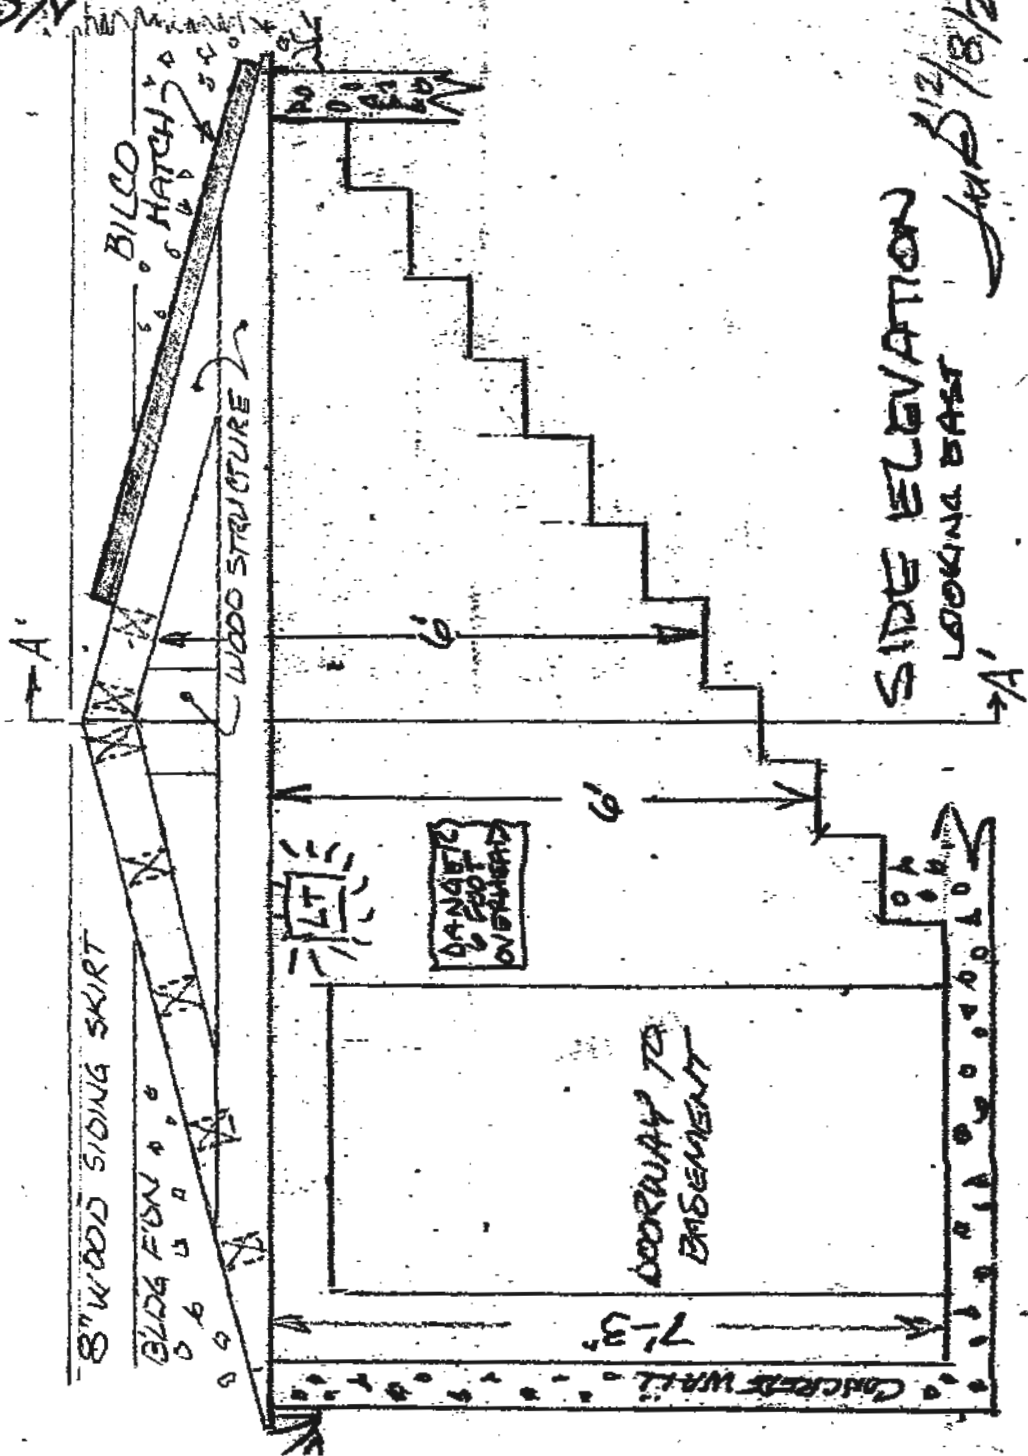 8" WOOD SIDING SKIRT
BLDG FDN
BILCO
HATCH
A'
WOOD STRUCTURE
LT
6'
6'
DANGER
6 FOOT
OVERHEAD
DOORWAY TO
BASEMENT
7'-3"
CONCRETE WALL
A'
SIDE ELEVATION
LOOKING EAST